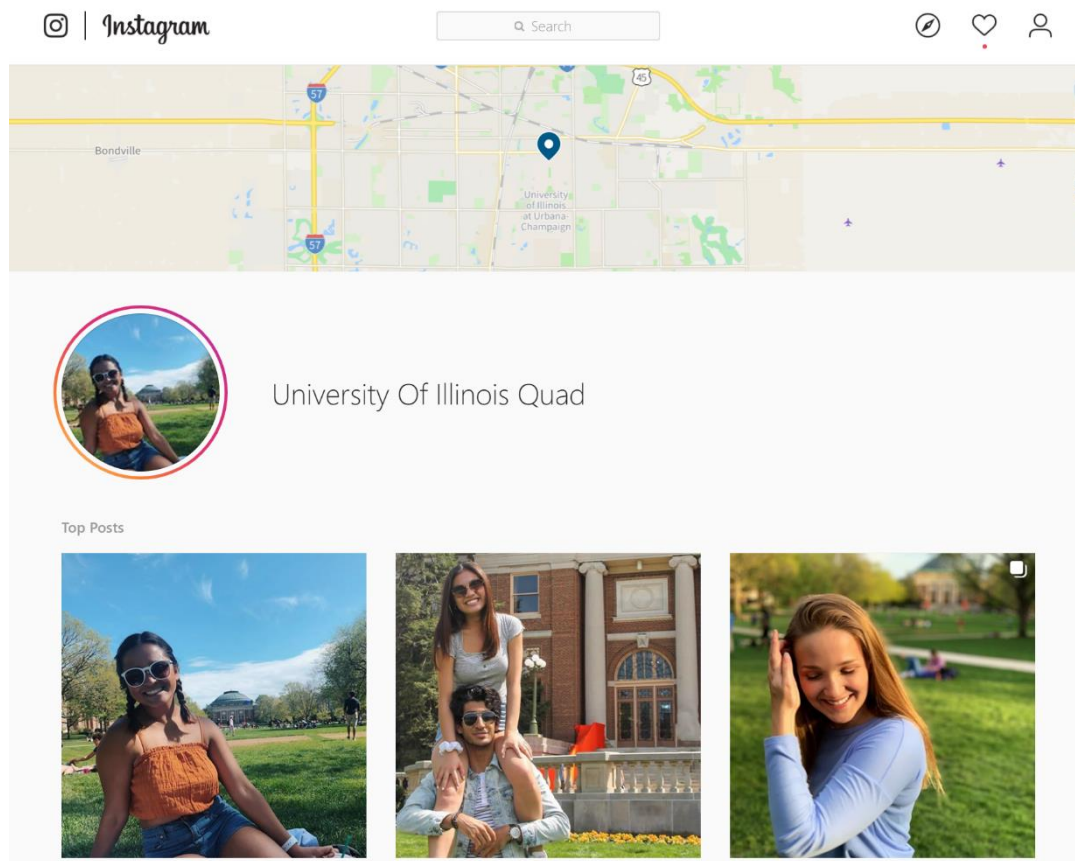 Instagram
Search
57
45
Bondville
University
of Illinois
at Urbana-
Champaign
57
University Of Illinois Quad
Top Posts